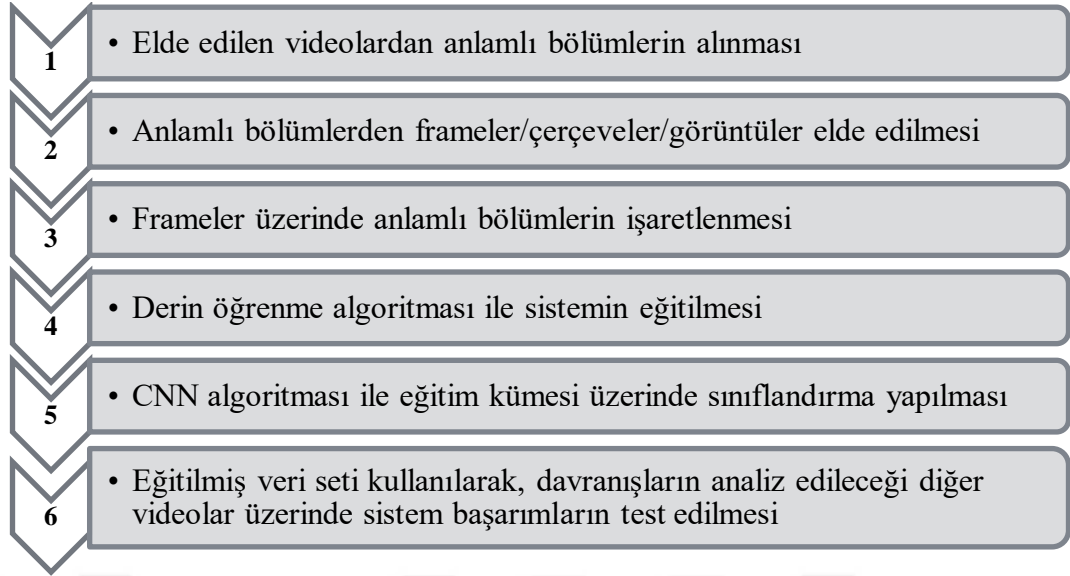 1
• Elde edilen videolardan anlamlı bölümlerin alınması
2
• Anlamlı bölümlerden frameler/çerçeveler/görüntüler elde edilmesi
3
• Frameler üzerinde anlamlı bölümlerin işaretlenmesi
4
• Derin öğrenme algoritması ile sistemin eğitilmesi
5
• CNN algoritması ile eğitim kümesi üzerinde sınıflandırma yapılması
6
• Eğitilmiş veri seti kullanılarak, davranışların analiz edileceği diğer
videolar üzerinde sistem başarımların test edilmesi